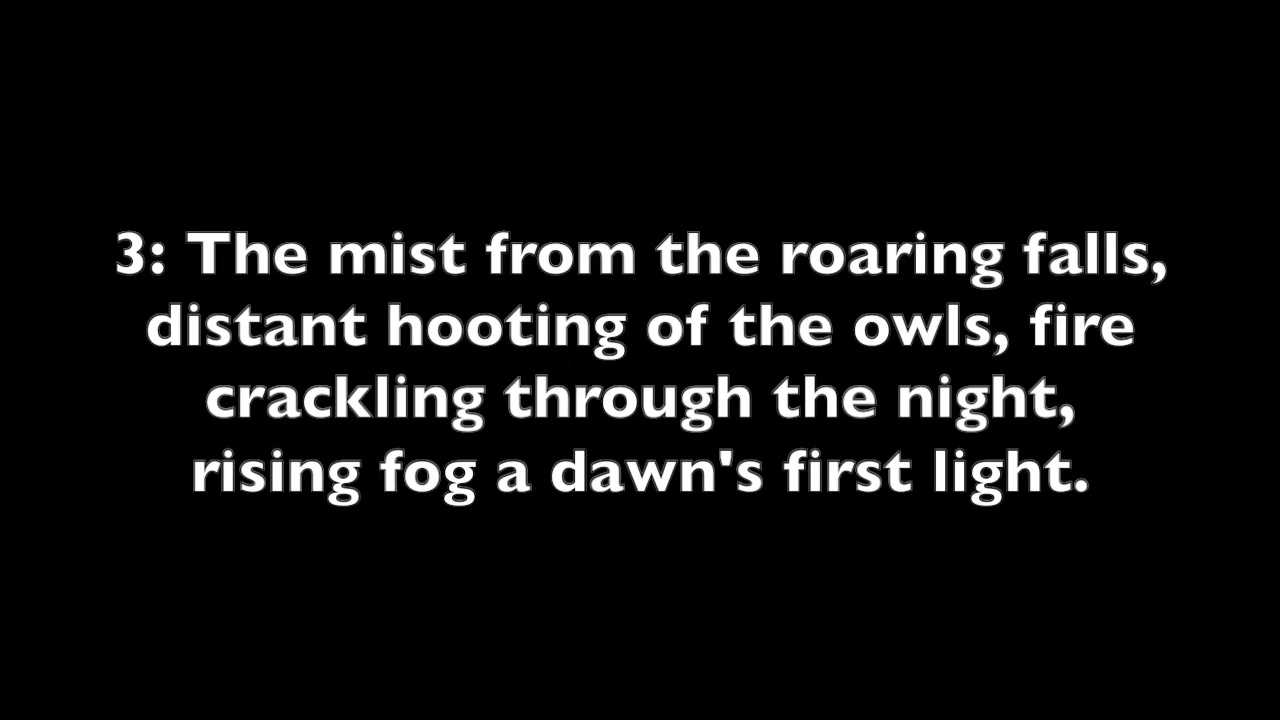 3: The mist from the roaring falls,
distant hooting of the owls, fire
crackling through the night,
rising fog a dawn's first light.